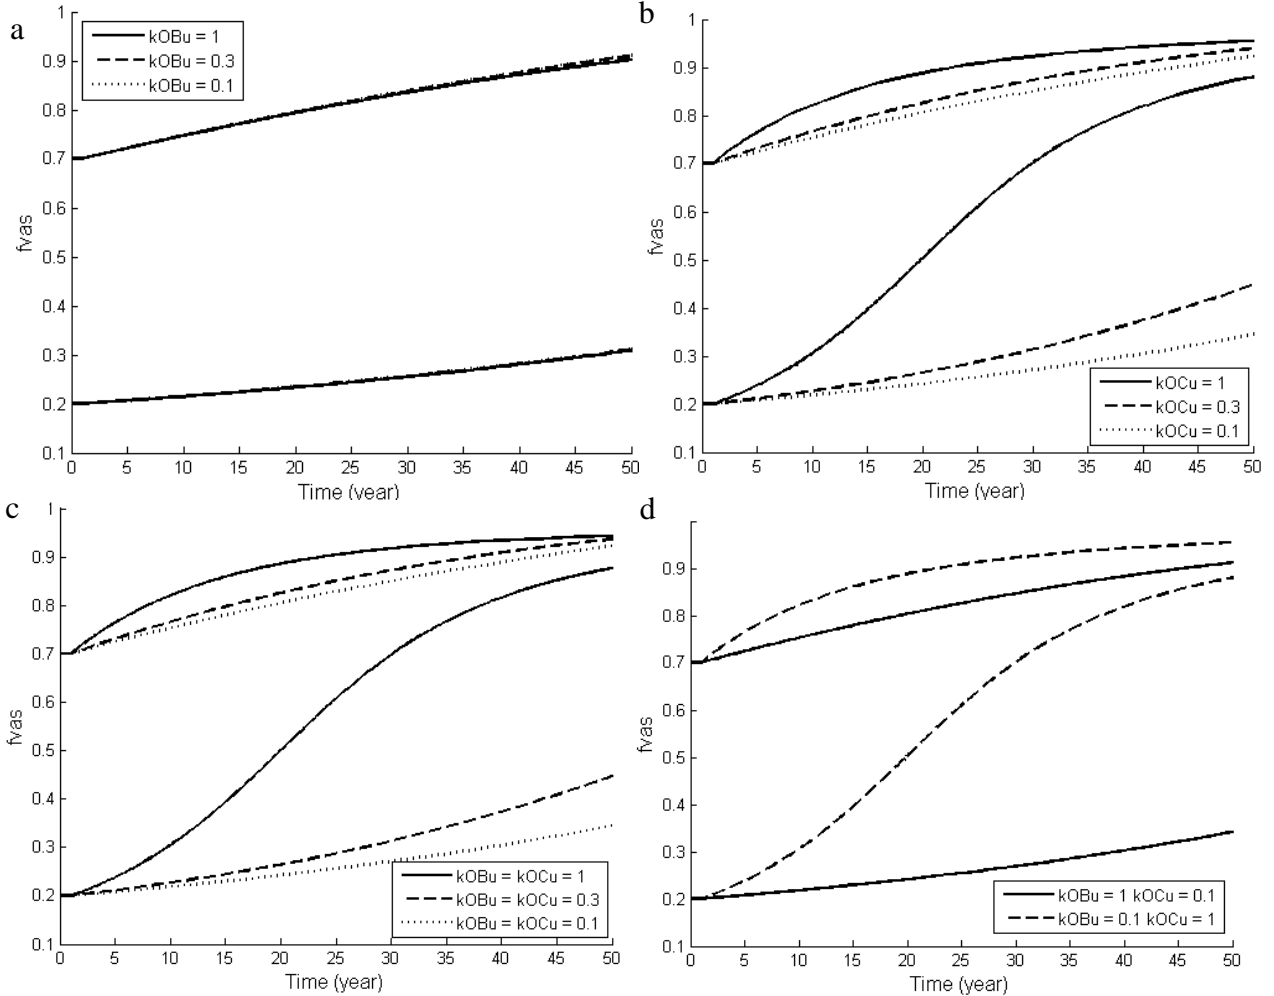 a
1
0.9
0.8
0.7
0.6
0.5
0.4
0.3
0.2
0.1
fvas
kOBu = 1
kOBu = 0.3
kOBu = 0.1
0 5 10 15 20 25 30 35 40 45 50
Time (year)
b
1
0.9
0.8
0.7
0.6
0.5
0.4
0.3
0.2
0.1
fvas
kOCu = 1
kOCu = 0.3
kOCu = 0.1
0 5 10 15 20 25 30 35 40 45 50
Time (year)
c
1
0.9
0.8
0.7
0.6
0.5
0.4
0.3
0.2
0.1
fvas
kOBu = kOCu = 1
kOBu = kOCu = 0.3
kOBu = kOCu = 0.1
0 5 10 15 20 25 30 35 40 45 50
Time (year)
d
0.9
0.8
0.7
0.6
0.5
0.4
0.3
0.2
0.1
fvas
kOBu = 1 kOCu = 0.1
kOBu = 0.1 kOCu = 1
0 5 10 15 20 25 30 35 40 45 50
Time (year)